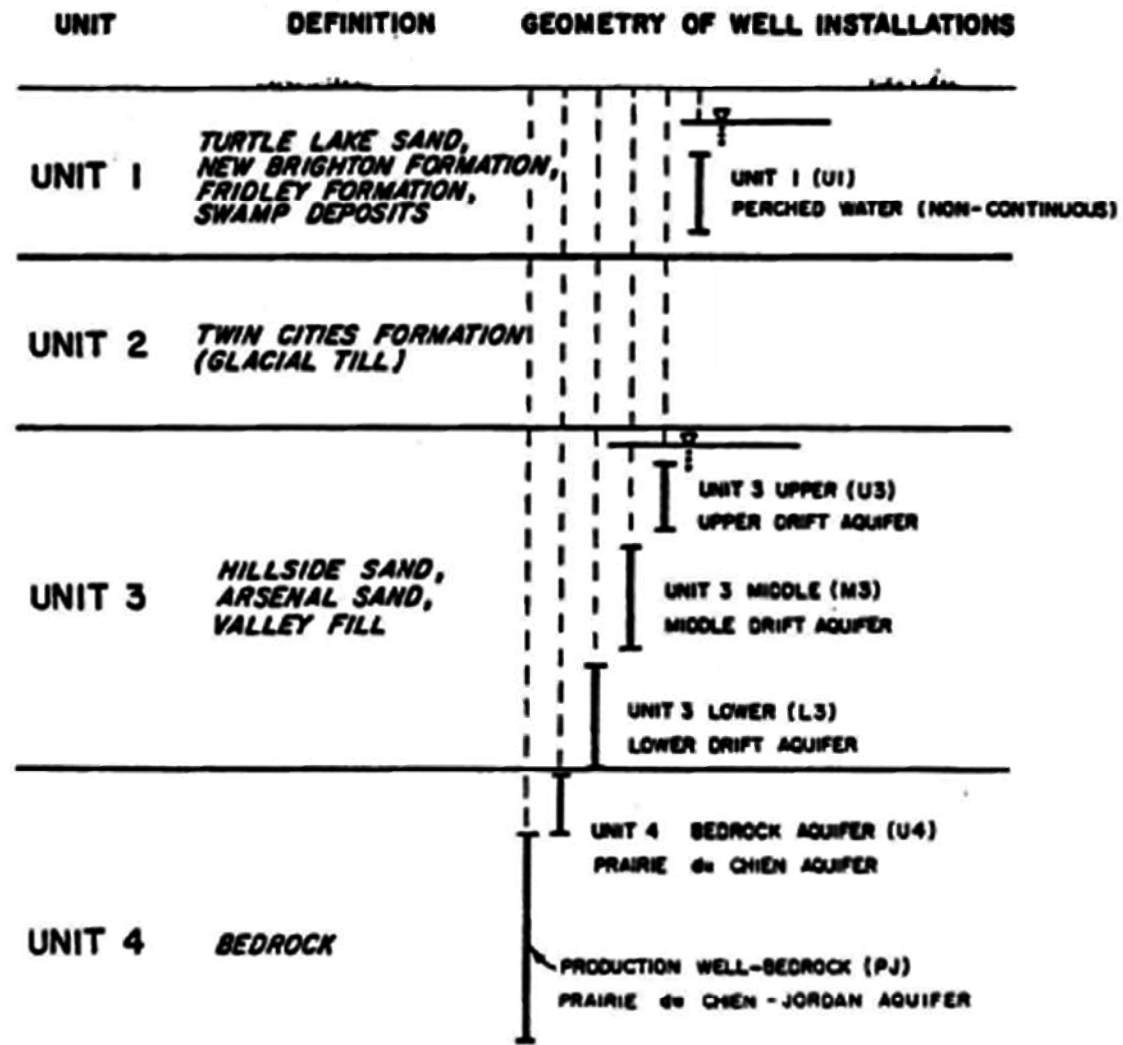 UNIT DEFINITION GEOMETRY OF WELL INSTALLATIONS
UNIT 1
TURTLE LAKE SAND,
NEW BRIGHTON FORMATION,
FRIDLEY FORMATION,
SWAMP DEPOSITS
UNIT 1 (U1)
PERCHED WATER (NON-CONTINUOUS)
UNIT 2
TWIN CITIES FORMATION
(GLACIAL TILL)
UNIT 3
HILLSIDE SAND,
ARSENAL SAND,
VALLEY FILL
UNIT 3 UPPER (U3)
UPPER DRIFT AQUIFER
UNIT 3 MIDDLE (M3)
MIDDLE DRIFT AQUIFER
UNIT 3 LOWER (L3)
LOWER DRIFT AQUIFER
UNIT 4
BEDROCK
UNIT 4 BEDROCK AQUIFER (U4)
PRAIRIE du CHIEN AQUIFER
PRODUCTION WELL-BEDROCK (PJ)
PRAIRIE du CHIEN - JORDAN AQUIFER